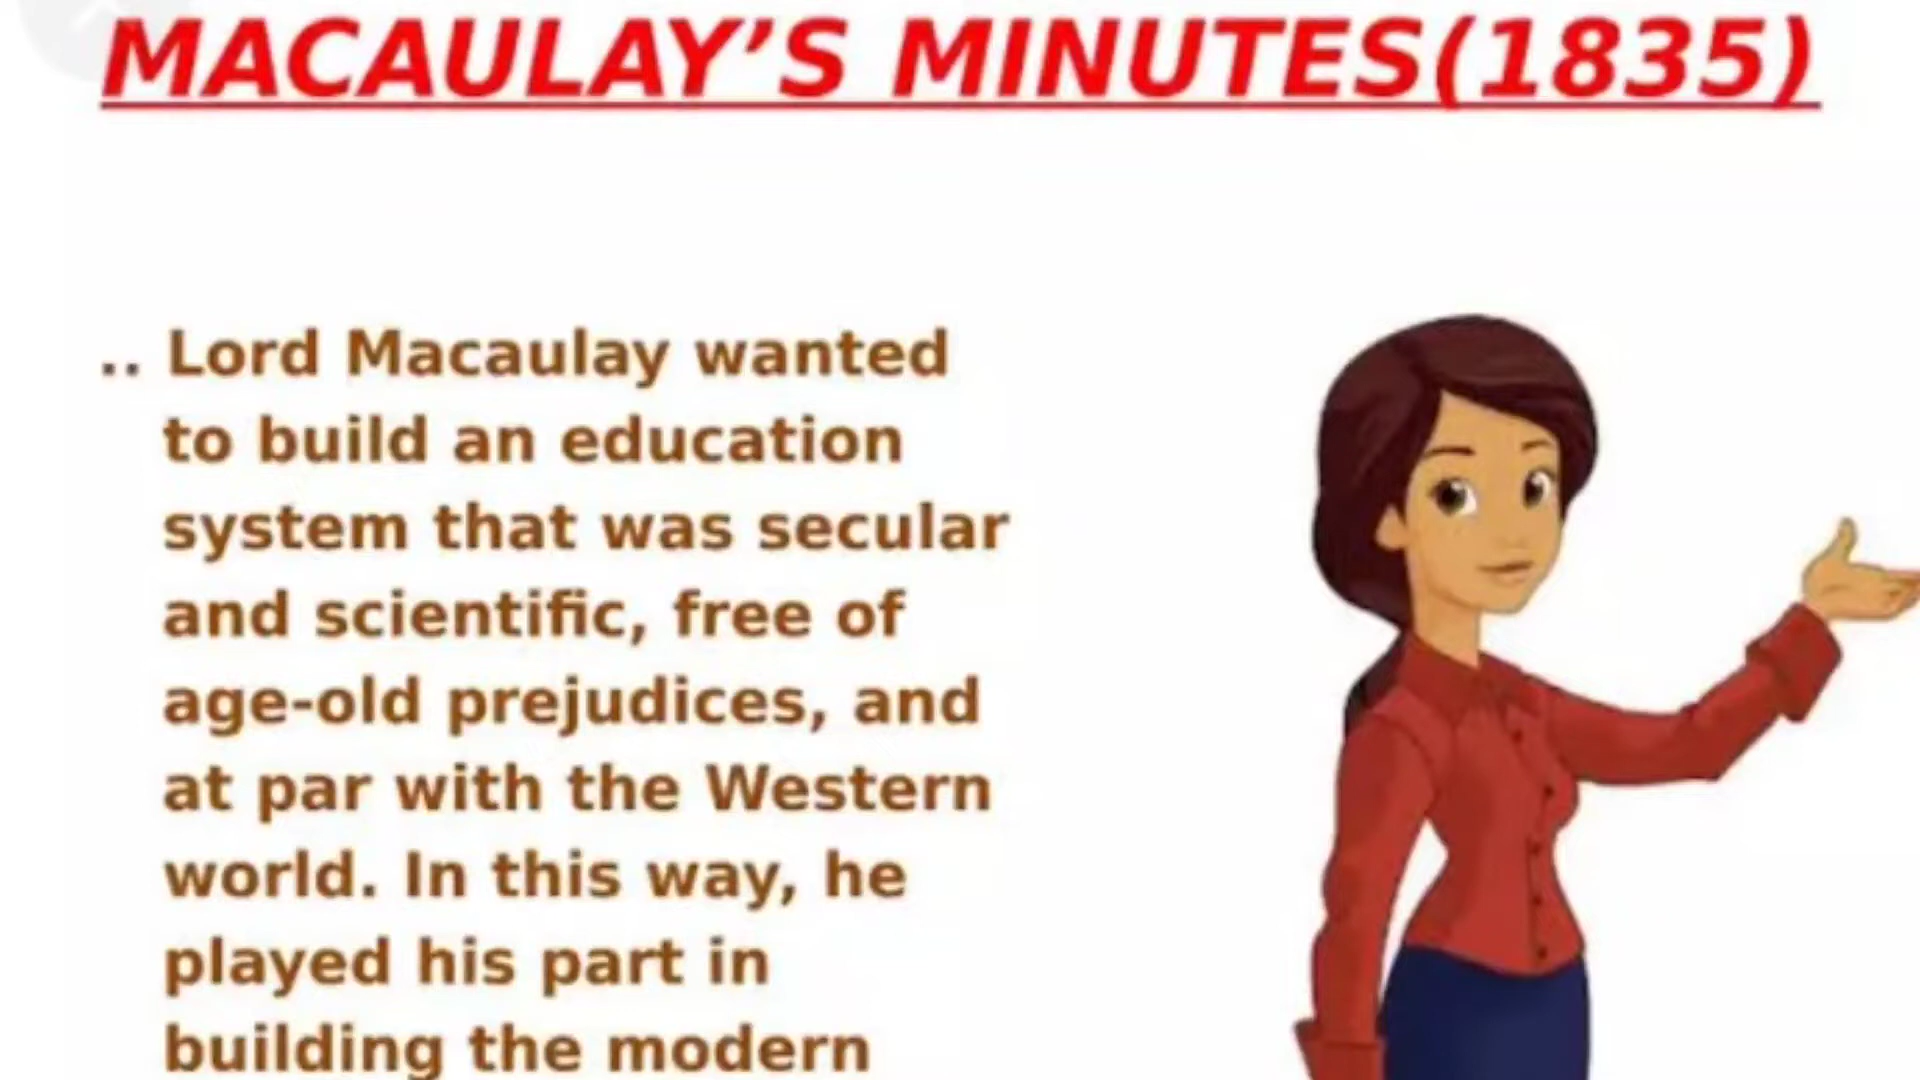 MACAULAY’S MINUTES(1835)
.. Lord Macaulay wanted
to build an education
system that was secular
and scientific, free of
age-old prejudices, and
at par with the Western
world. In this way, he
played his part in
building the modern